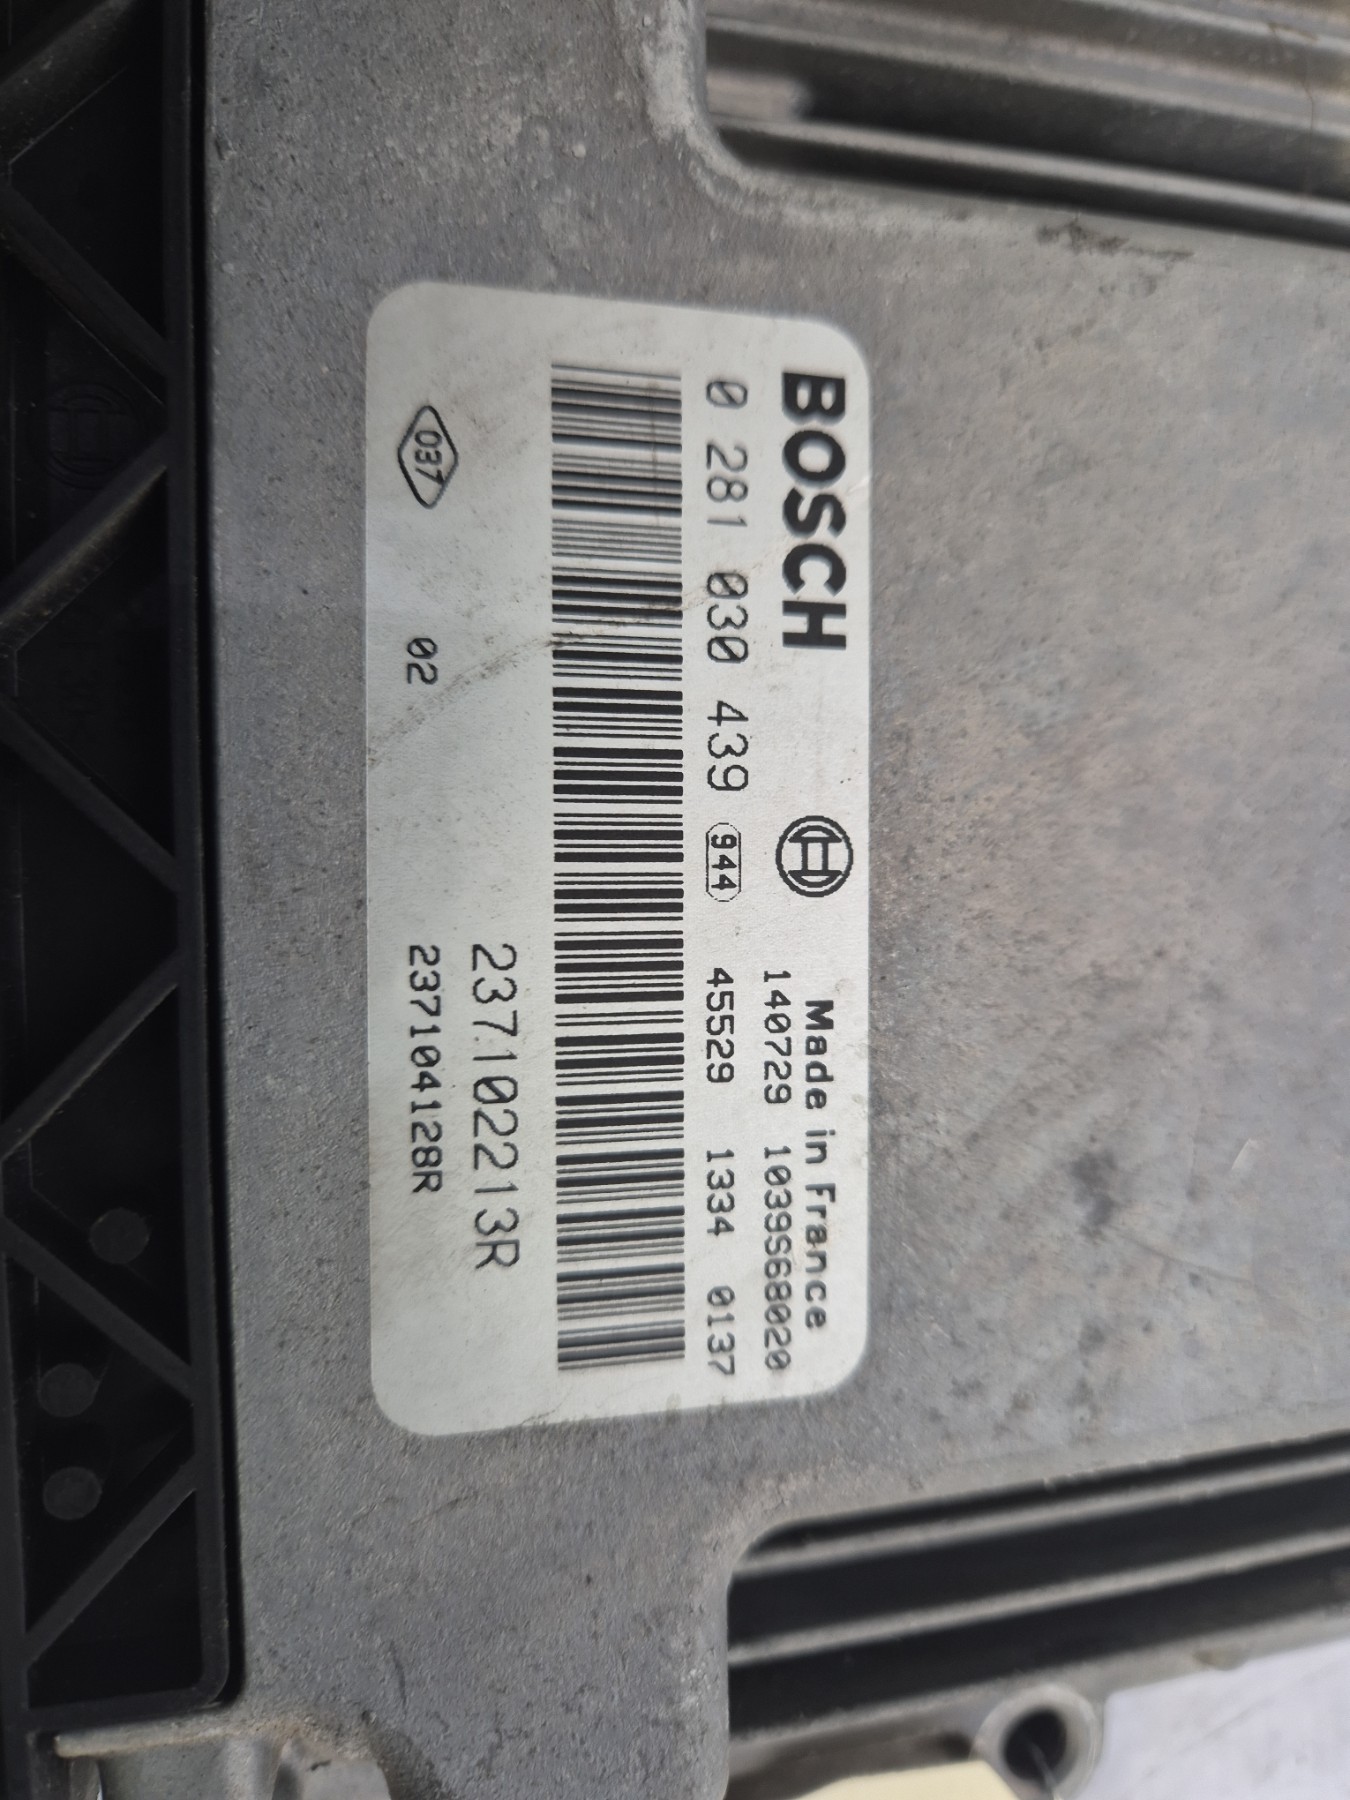 BOSCH
Made in France
140729 1039S68020
0 281 030 439 944 45529 1334 0137
237102213R
037 02 237104128R